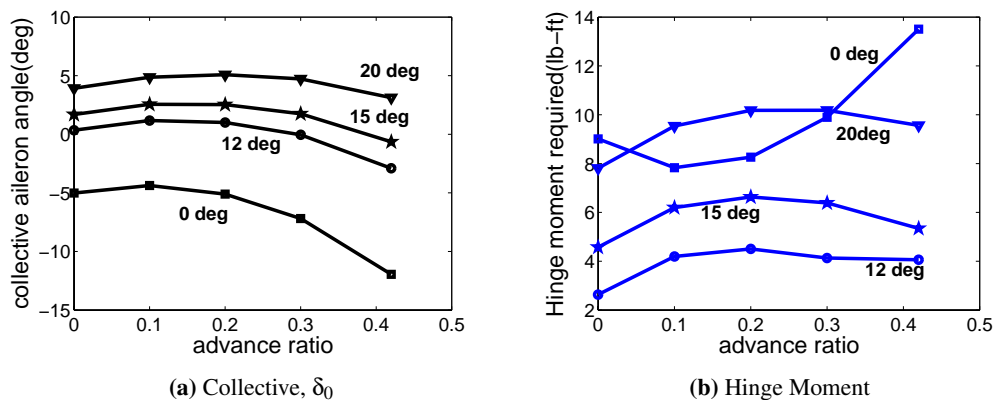 collective aileron angle(deg)
10
5
0
−5
−10
−15
20 deg
15 deg
12 deg
0 deg
0
0.1
0.2
0.3
0.4
0.5
advance ratio
(a) Collective, δ0
Hinge moment required(lb−ft)
14
12
10
8
6
4
2
0 deg
20deg
15 deg
12 deg
0
0.1
0.2
0.3
0.4
0.5
advance ratio
(b) Hinge Moment